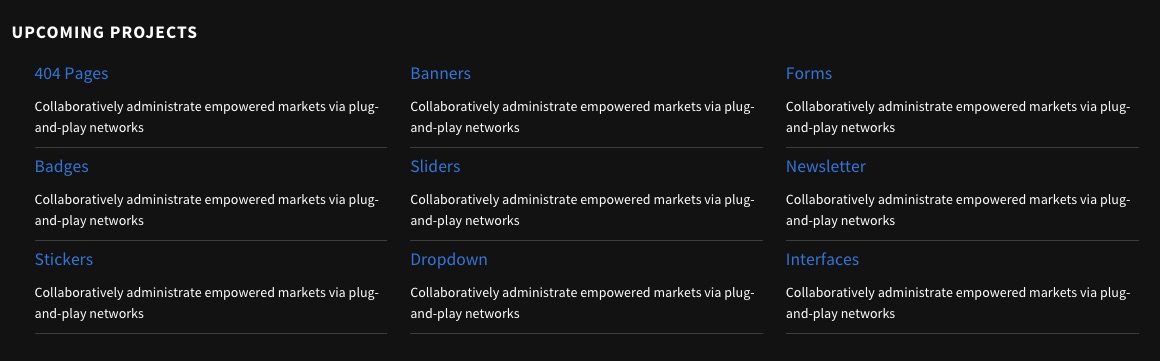 UPCOMING PROJECTS
404 Pages
Collaboratively administrate empowered markets via plug-
and-play networks
Badges
Collaboratively administrate empowered markets via plug-
and-play networks
Stickers
Collaboratively administrate empowered markets via plug-
and-play networks
Banners
Collaboratively administrate empowered markets via plug-
and-play networks
Sliders
Collaboratively administrate empowered markets via plug-
and-play networks
Dropdown
Collaboratively administrate empowered markets via plug-
and-play networks
Forms
Collaboratively administrate empowered markets via plug-
and-play networks
Newsletter
Collaboratively administrate empowered markets via plug-
and-play networks
Interfaces
Collaboratively administrate empowered markets via plug-
and-play networks